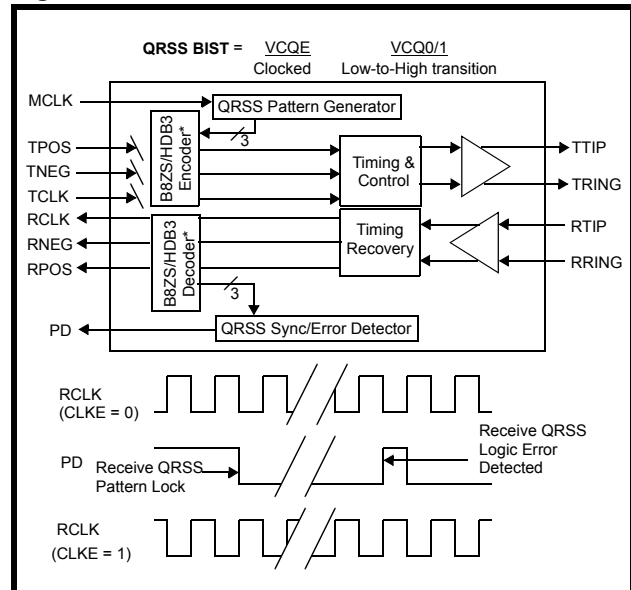 QRSS BIST = VCQE VCQ0/1
Clocked Low-to-High transition
MCLK
QRSS Pattern Generator
3
TPOS
TNEG
TCLK
B8ZS/HDB3
Encoder*
Timing &
Control
TTIP
TRING
RCLK
RNEG
RPOS
B8ZS/HDB3
Decoder*
Timing
Recovery
RTIP
RRING
3
PD
QRSS Sync/Error Detector
RCLK
(CLKE = 0)
PD
Receive QRSS
Pattern Lock
Receive QRSS
Logic Error
Detected
RCLK
(CLKE = 1)